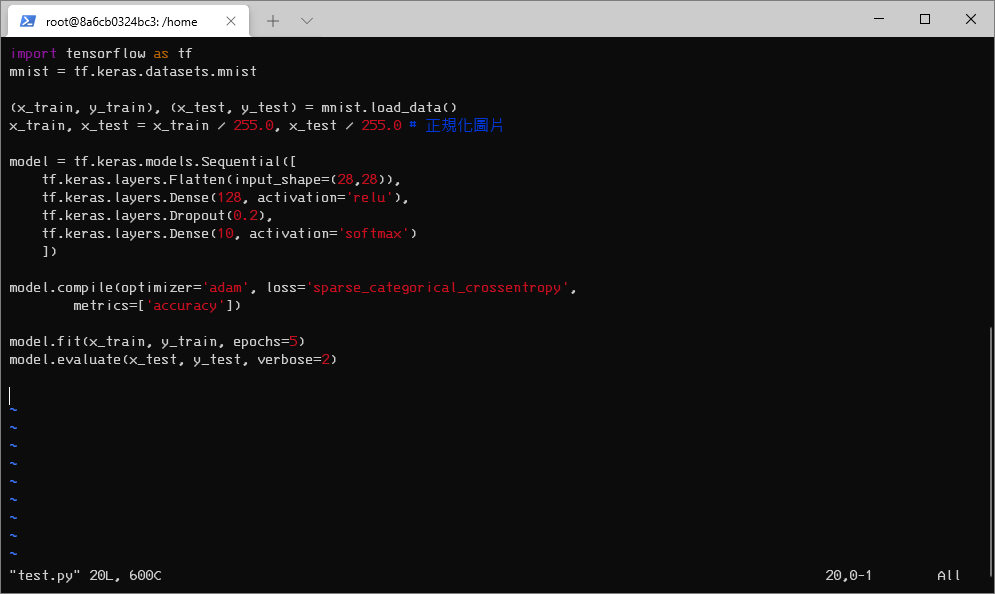 root@8a6cb0324bc3: /home
import tensorflow as tf
mnist = tf.keras.datasets.mnist
(x_train, y_train), (x_test, y_test) = mnist.load_data()
x_train, x_test = x_train / 255.0, x_test / 255.0 # 正規化圖片
model = tf.keras.models.Sequential([
    tf.keras.layers.Flatten(input_shape=(28,28)),
    tf.keras.layers.Dense(128, activation='relu'),
    tf.keras.layers.Dropout(0.2),
    tf.keras.layers.Dense(10, activation='softmax')
    ])
model.compile(optimizer='adam', loss='sparse_categorical_crossentropy',
        metrics=['accuracy'])
model.fit(x_train, y_train, epochs=5)
model.evaluate(x_test, y_test, verbose=2)
~
~
~
~
~
~
~
~
~
"test.py" 20L, 600C 20,0-1 All